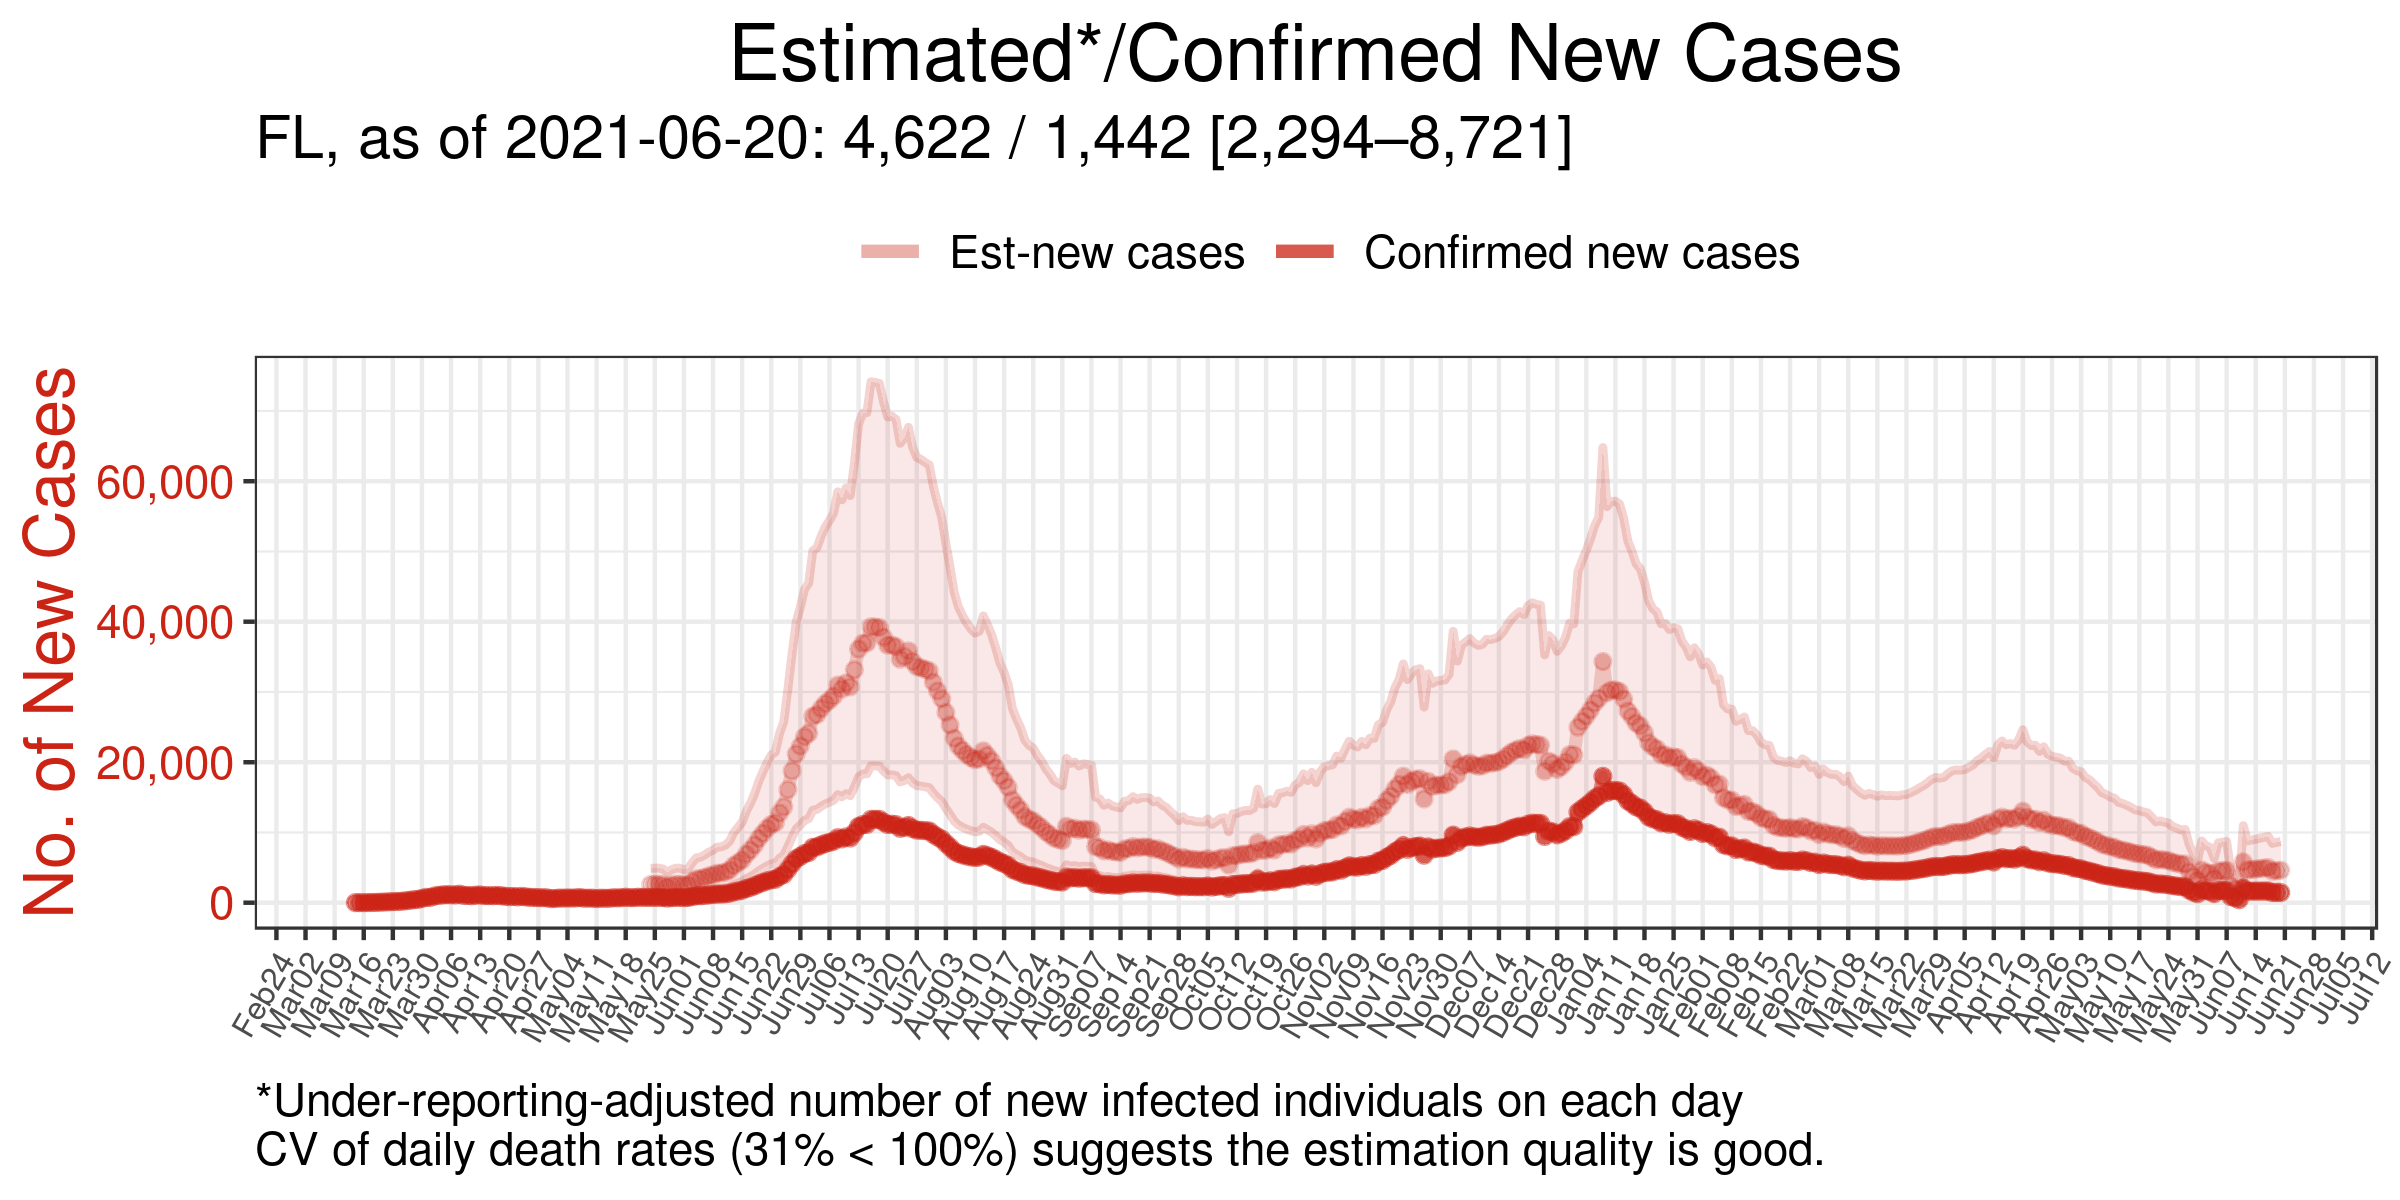 Estimated*/Confirmed New Cases
FL, as of 2021-06-20: 4,622 / 1,442 [2,294–8,721]
Est-new cases Confirmed new cases
No. of New Cases
60,000
40,000
20,000
0
Feb24 Mar02 Mar09 Mar16 Mar23 Mar30 Apr06 Apr13 Apr20 Apr27 May04 May11 May18 May25 Jun01 Jun08 Jun15 Jun22 Jun29 Jul06 Jul13 Jul20 Jul27 Aug03 Aug10 Aug17 Aug24 Aug31 Sep07 Sep14 Sep21 Sep28 Oct05 Oct12 Oct19 Oct26 Nov02 Nov09 Nov16 Nov23 Nov30 Dec07 Dec14 Dec21 Dec28 Jan04 Jan11 Jan18 Jan25 Feb01 Feb08 Feb15 Feb22 Mar01 Mar08 Mar15 Mar22 Mar29 Apr05 Apr12 Apr19 Apr26 May03 May10 May17 May24 May31 Jun07 Jun14 Jun21 Jun28 Jul05 Jul12
*Under-reporting-adjusted number of new infected individuals on each day
CV of daily death rates (31% < 100%) suggests the estimation quality is good.